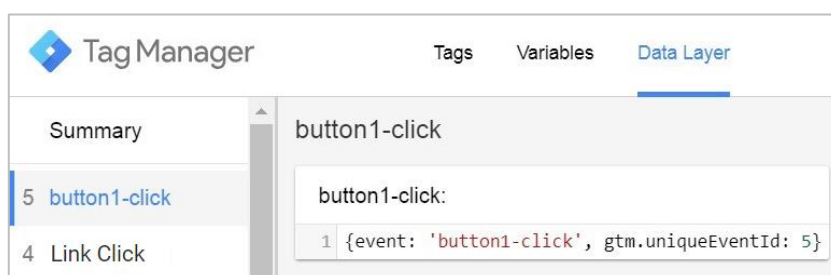 Tag Manager
Tags Variables Data Layer
Summary
5 button1-click
4 Link Click
button1-click
button1-click:
1 {event: 'button1-click', gtm.uniqueEventId: 5}